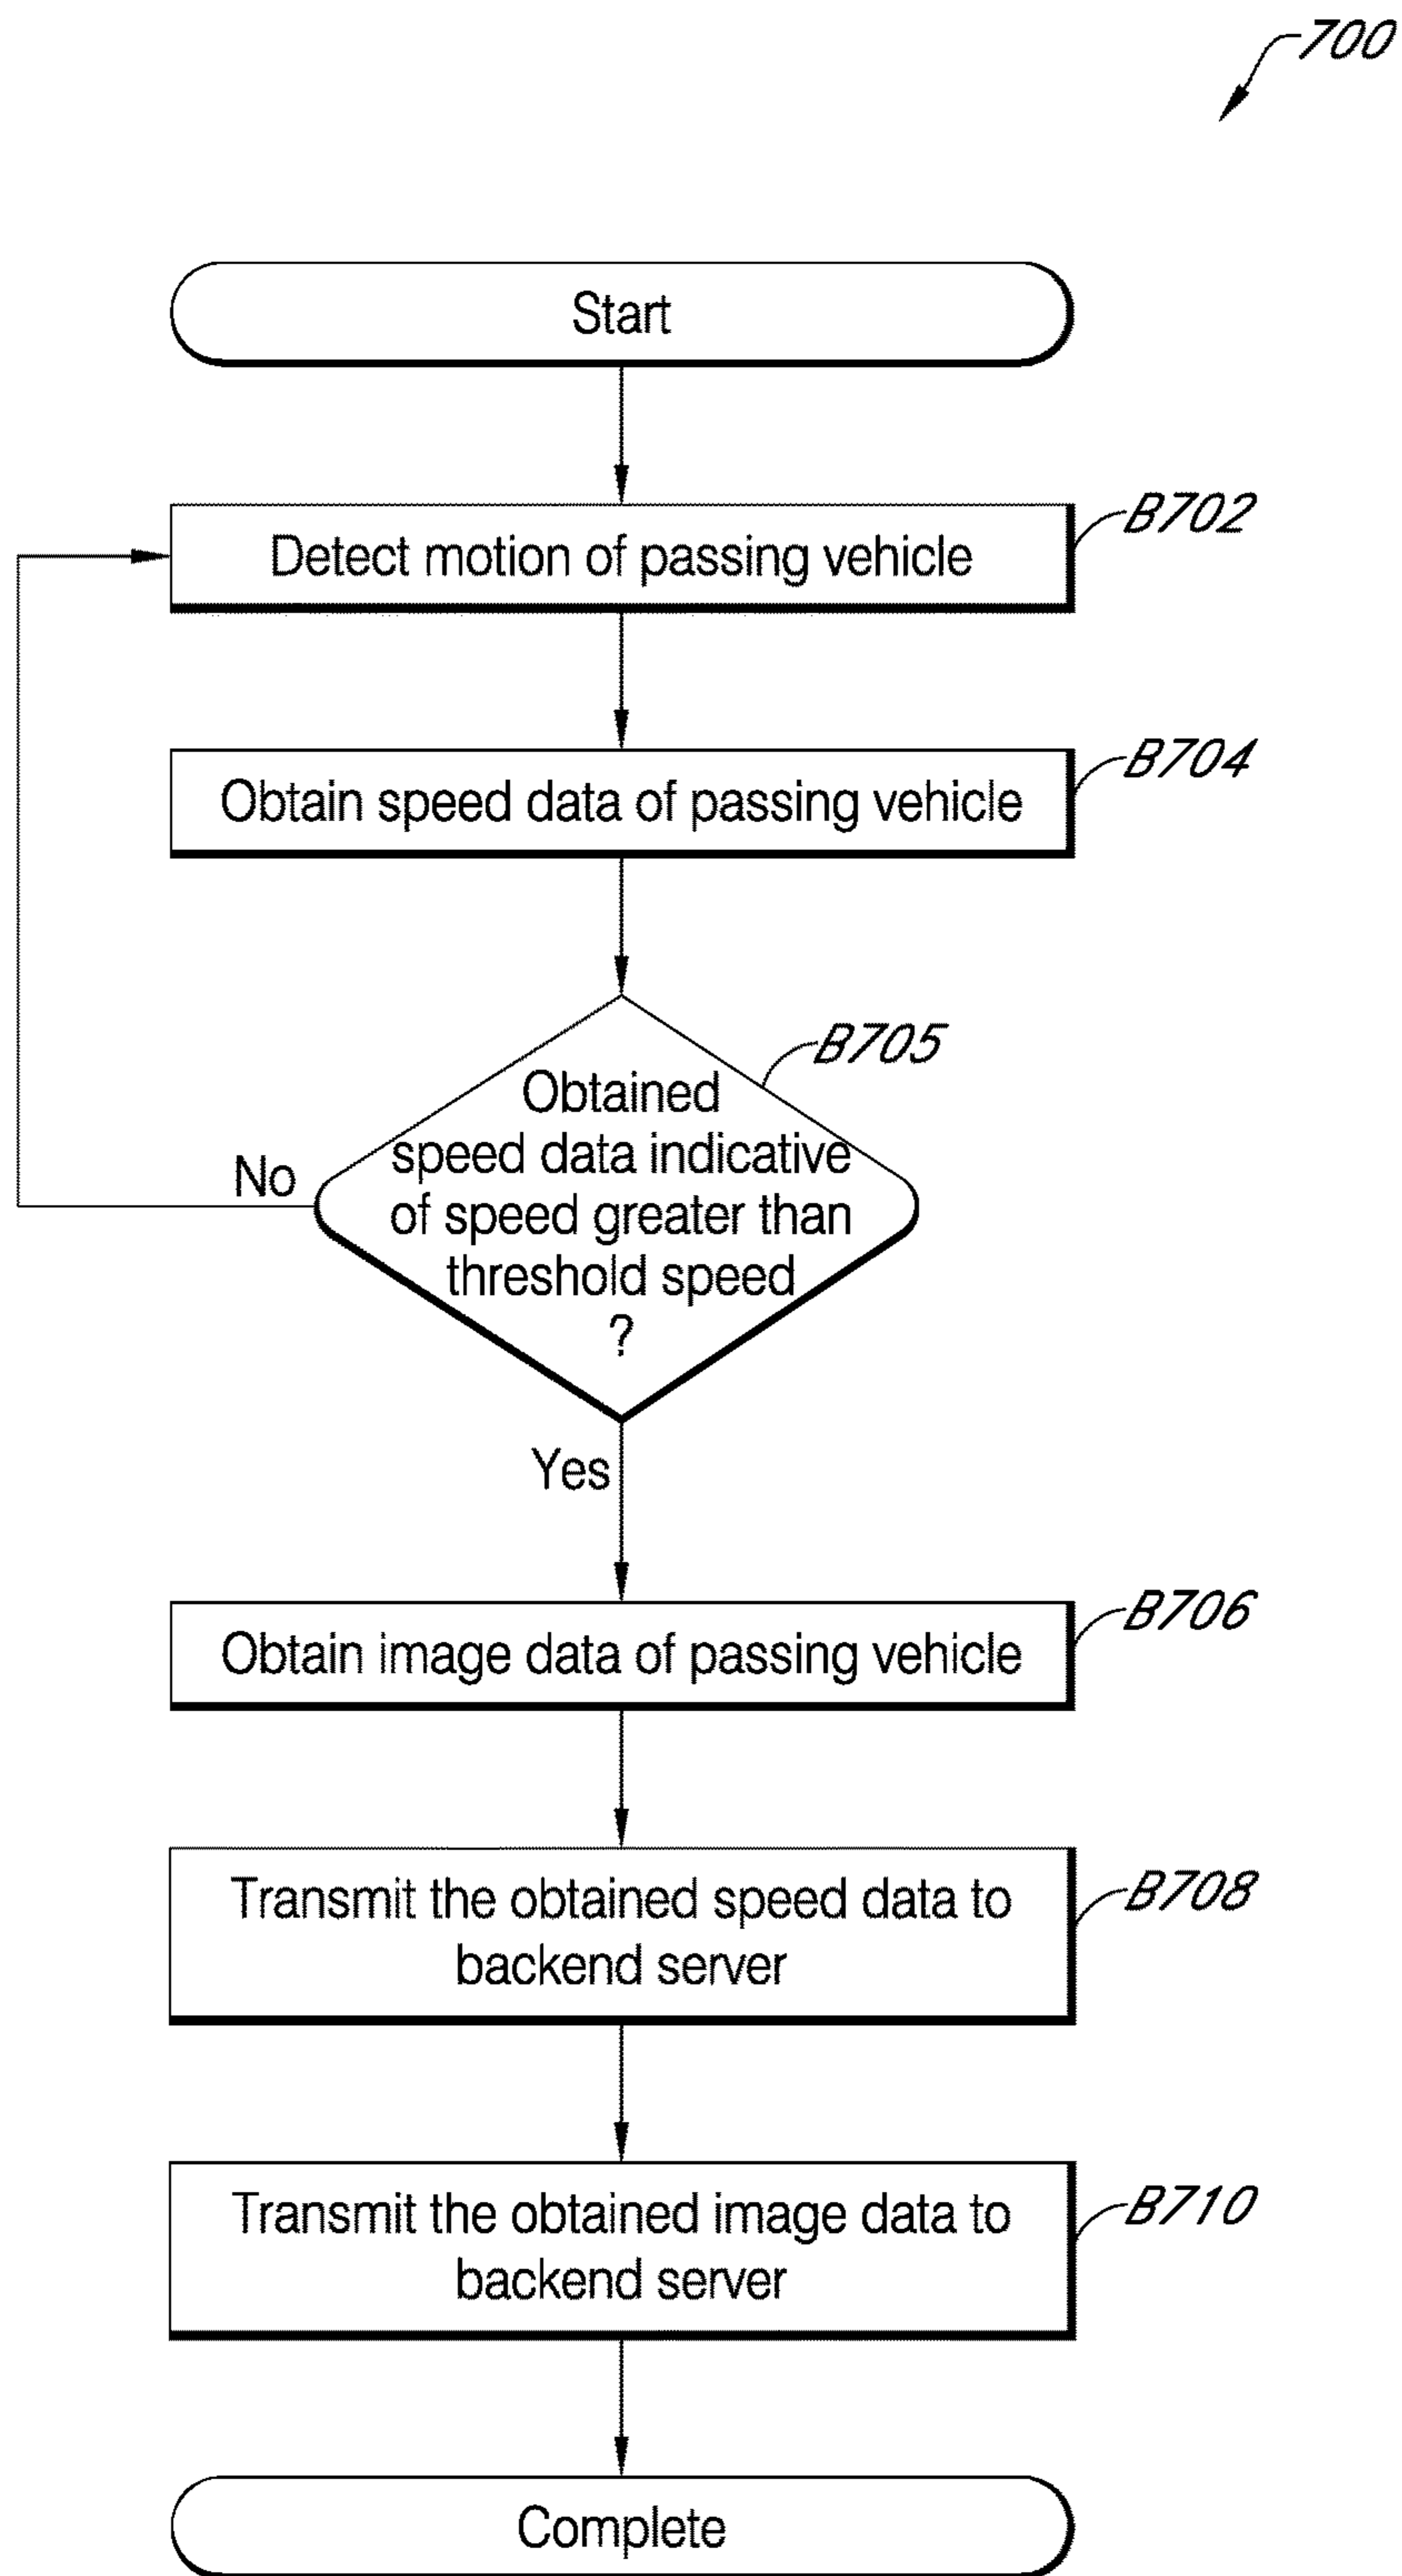 700
Start
B702
Detect motion of passing vehicle
B704
Obtain speed data of passing vehicle
B705
Obtained
speed data indicative
of speed greater than
threshold speed
?
No
Yes
B706
Obtain image data of passing vehicle
B708
Transmit the obtained speed data to
backend server
B710
Transmit the obtained image data to
backend server
Complete